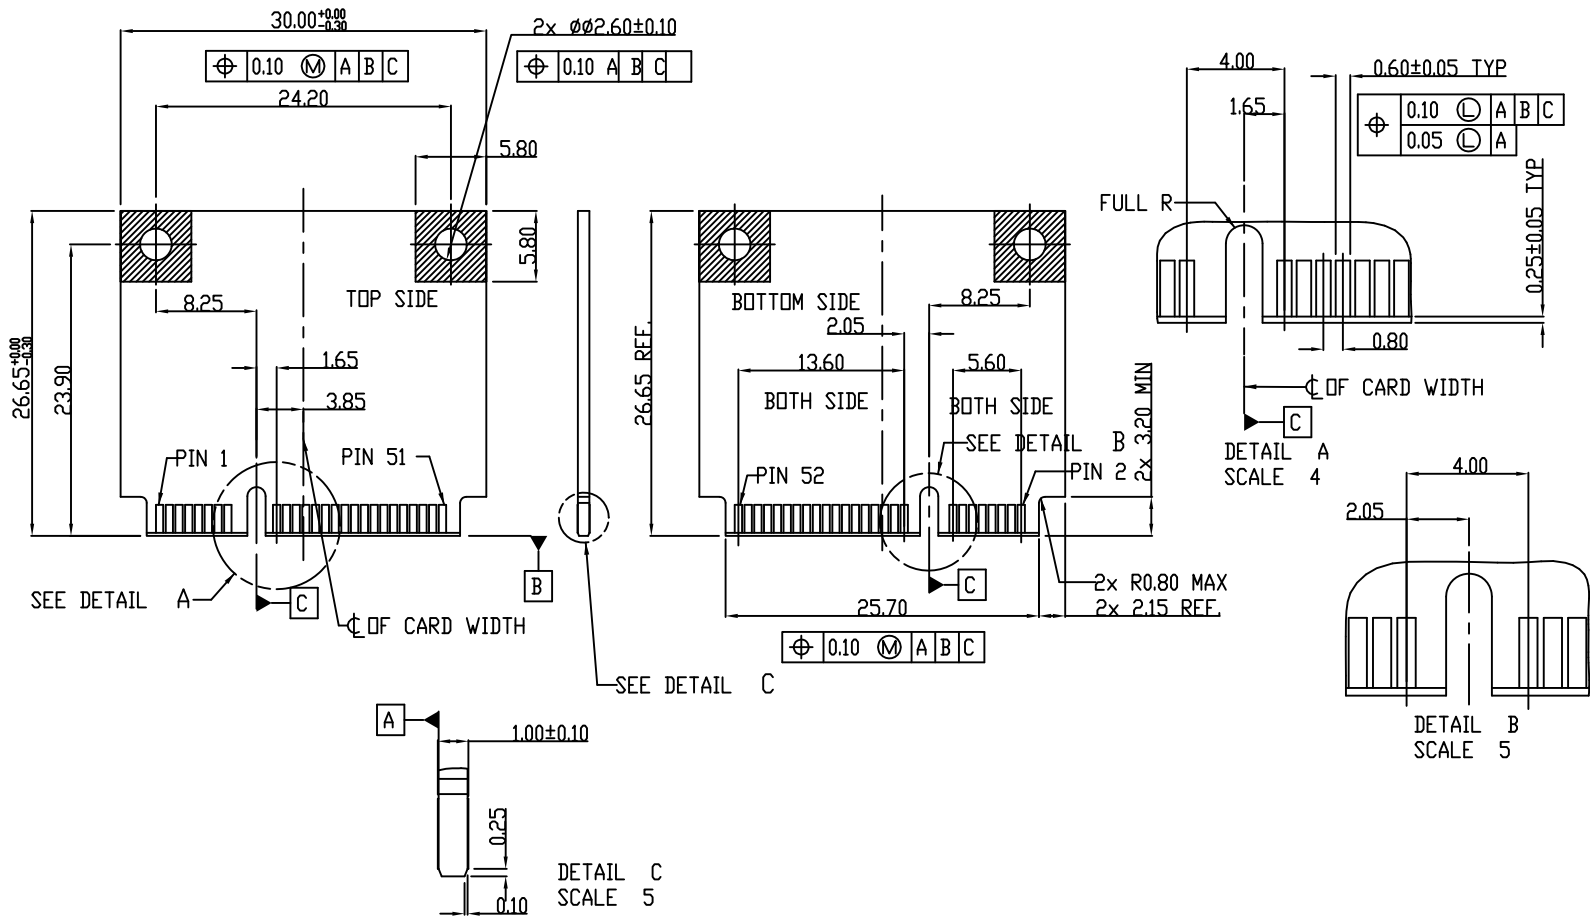 30.00+0.00
-0.30
0.10 Ⓜ A B C
2x øø2.60±0.10
0.10 A B C
24.20
5.80
5.80
TOP SIDE
8.25
26.65+0.00
-0.30
23.90
1.65
3.85
PIN 1
PIN 51
SEE DETAIL A
C
℄ OF CARD WIDTH
B
SEE DETAIL C
26.65 REF.
BOTTOM SIDE
8.25
2.05
13.60
5.60
BOTH SIDE
BOTH SIDE
SEE DETAIL B
PIN 52
PIN 2
2x 3.20 MIN
C
2x R0.80 MAX
25.70
2x 2.15 REF.
0.10 Ⓜ A B C
4.00
0.60±0.05 TYP
1.65
0.10 Ⓛ A B C
0.05 Ⓛ A
FULL R
0.25±0.05 TYP
0.80
℄ OF CARD WIDTH
C
DETAIL A
SCALE 4
4.00
2.05
DETAIL B
SCALE 5
A
1.00±0.10
0.25
0.10
DETAIL C
SCALE 5